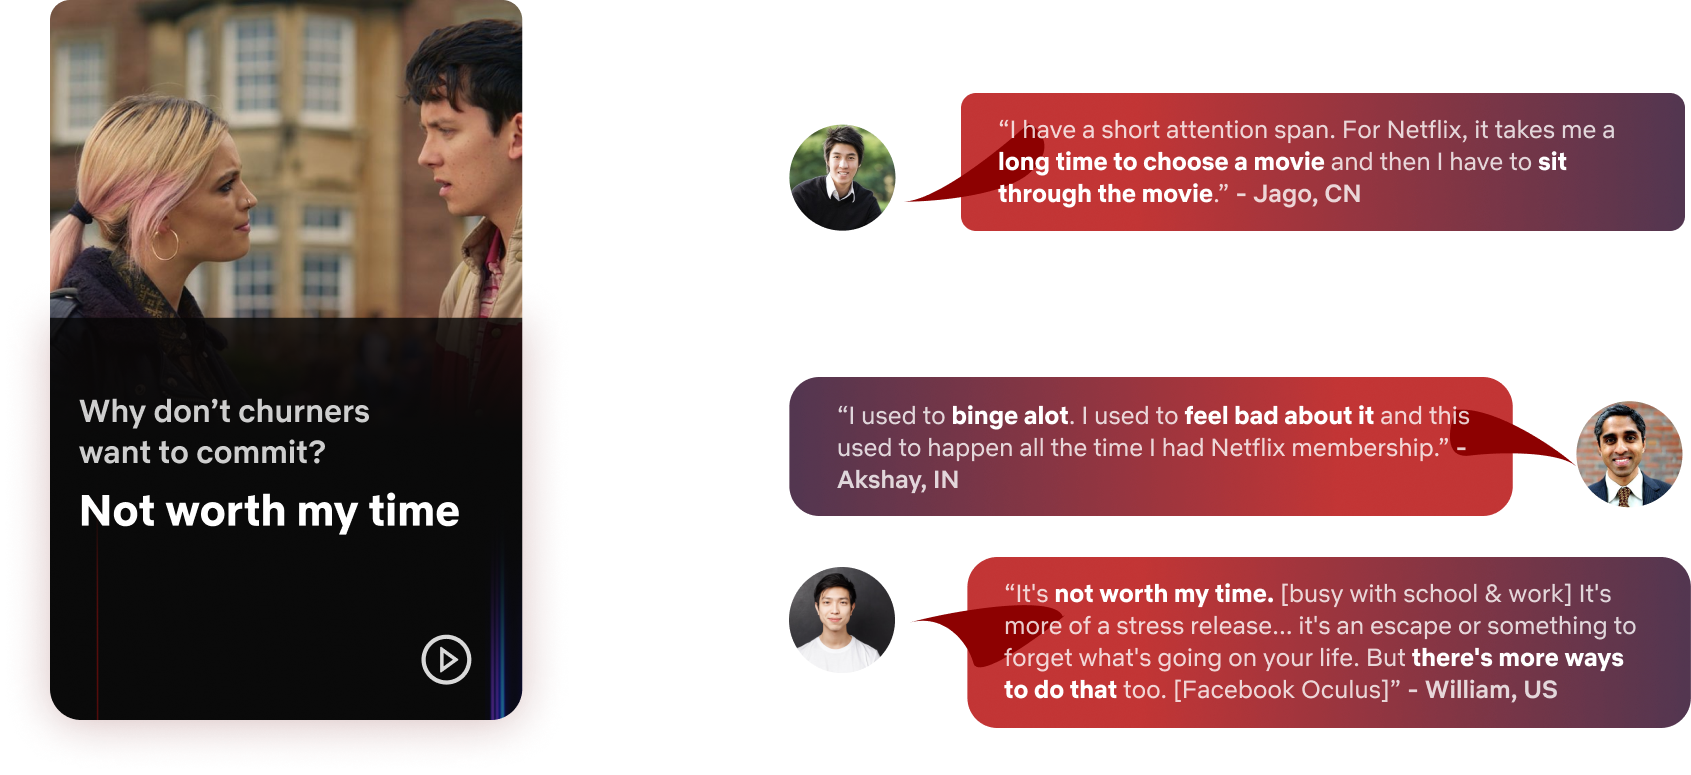 Why don’t churners
want to commit?
Not worth my time
“I have a short attention span. For Netflix, it takes me a
long time to choose a movie and then I have to sit
through the movie.” - Jago, CN
“I used to binge alot. I used to feel bad about it and this
used to happen all the time I had Netflix membership.” -
Akshay, IN
“It's not worth my time. [busy with school & work] It's
more of a stress release... it's an escape or something to
forget what's going on your life. But there's more ways
to do that too. [Facebook Oculus]” - William, US